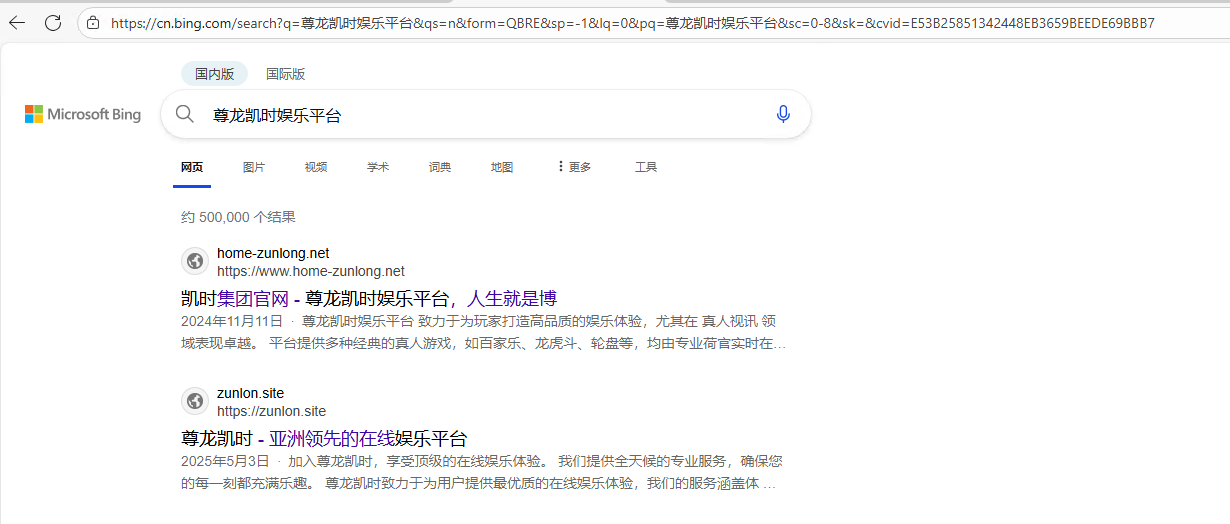 https://cn.bing.com/search?q=尊龙凯时娱乐平台&qs=n&form=QBRE&sp=-1&lq=0&pq=尊龙凯时娱乐平台&sc=0-8&sk=&cvid=E53B25851342448EB3659BEEDE69BBB7
国内版 国际版
Microsoft Bing
尊龙凯时娱乐平台
网页 图片 视频 学术 词典 地图 更多 工具
约 500,000 个结果
home-zunlong.net
https://www.home-zunlong.net
凯时集团官网 - 尊龙凯时娱乐平台，人生就是博
2024年11月11日 · 尊龙凯时娱乐平台 致力于为玩家打造高品质的娱乐体验，尤其在 真人视讯 领
域表现卓越。 平台提供多种经典的真人游戏，如百家乐、龙虎斗、轮盘等，均由专业荷官实时在…
zunlon.site
https://zunlon.site
尊龙凯时 - 亚洲领先的在线娱乐平台
2025年5月3日 · 加入尊龙凯时，享受顶级的在线娱乐体验。 我们提供全天候的专业服务，确保您
的每一刻都充满乐趣。 尊龙凯时致力于为用户提供最优质的在线娱乐体验，我们的服务涵盖体 …